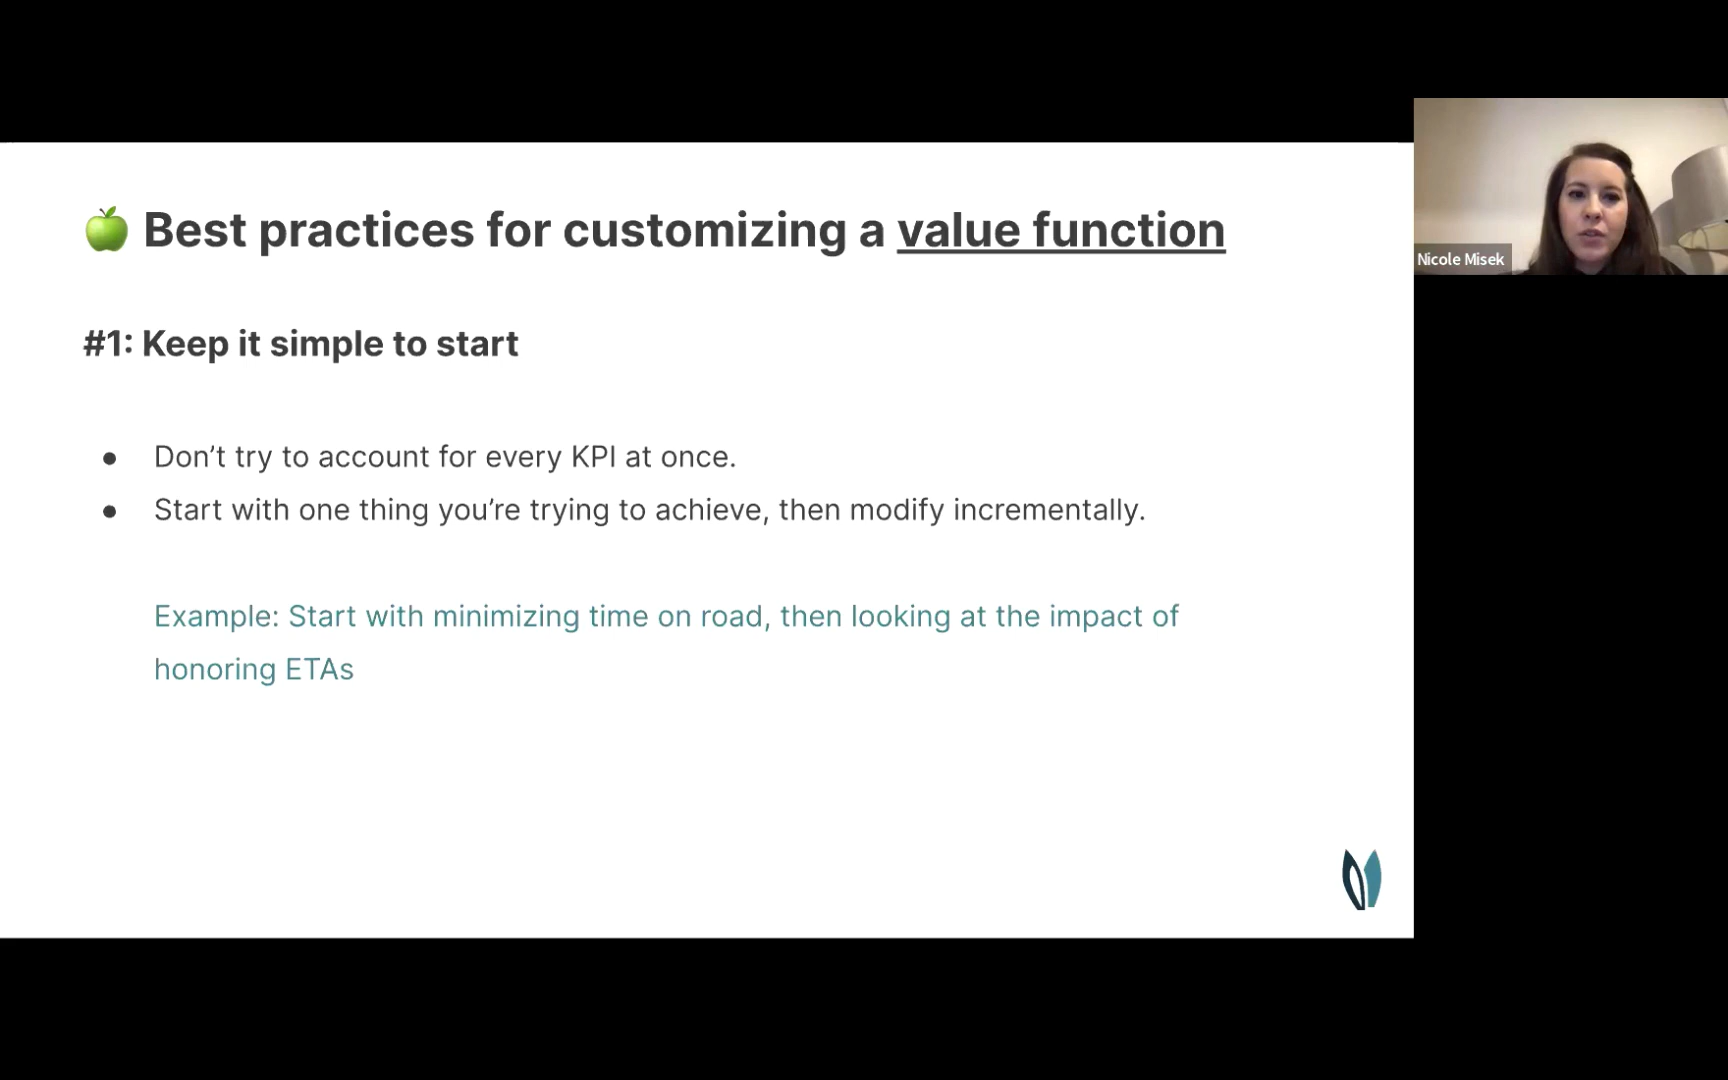 Best practices for customizing a value function
#1: Keep it simple to start
● Don’t try to account for every KPI at once.
● Start with one thing you’re trying to achieve, then modify incrementally.
Example: Start with minimizing time on road, then looking at the impact of
honoring ETAs
Nicole Misek